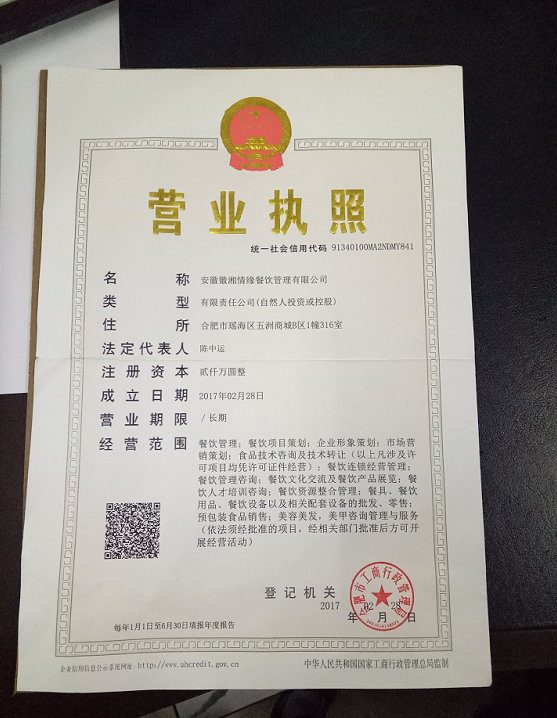 营业执照
统一社会信用代码 91340100MA2NDMY841
名称 安徽徽湘情缘餐饮管理有限公司
类型 有限责任公司(自然人投资或控股)
住所 合肥市瑶海区五洲商城B区1幢316室
法定代表人 陈中运
注册资本 贰仟万圆整
成立日期 2017年02月28日
营业期限 / 长期
经营范围 餐饮管理；餐饮项目策划；企业形象策划；市场营
销策划；食品技术咨询及技术转让（以上凡涉及许
可项目均凭许可证件经营）；餐饮连锁经营管理；
餐饮管理咨询；餐饮文化交流及餐饮产品展览；餐
饮人才培训咨询；餐饮资源整合管理；餐具、餐饮
用品、餐饮设备以及相关配套设备的批发、零售；
预包装食品销售；美容美发，美甲咨询管理与服务
（依法须经批准的项目，经相关部门批准后方可开
展经营活动）
登记机关
合肥市工商行政管理局
2017 02 28
年 月 日
每年1月1日至6月30日填报年度报告
企业信用信息公示系统网址: http://www.ahcredit.gov.cn
中华人民共和国国家工商行政管理总局监制